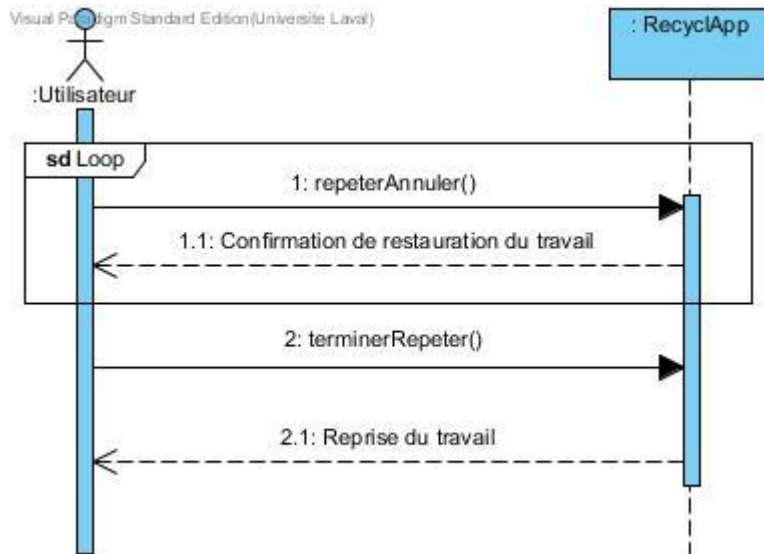 Visual Paradigm Standard Edition(Universite Laval)
: RecyclApp
:Utilisateur
sd Loop
1: repeterAnnuler()
1.1: Confirmation de restauration du travail
2: terminerRepeter()
2.1: Reprise du travail